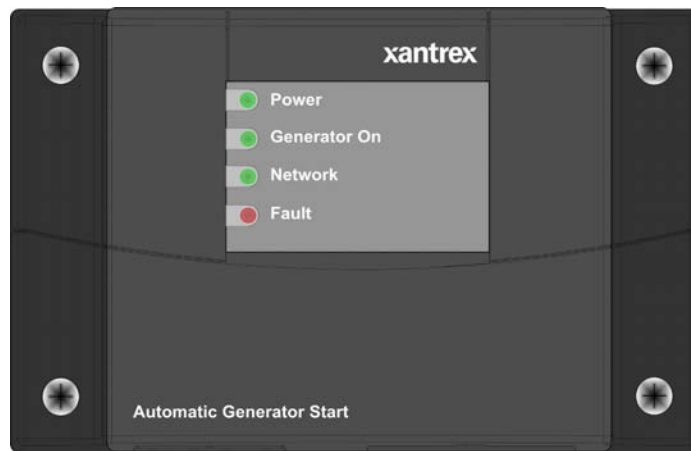 xantrex
Power
Generator On
Network
Fault
Automatic Generator Start